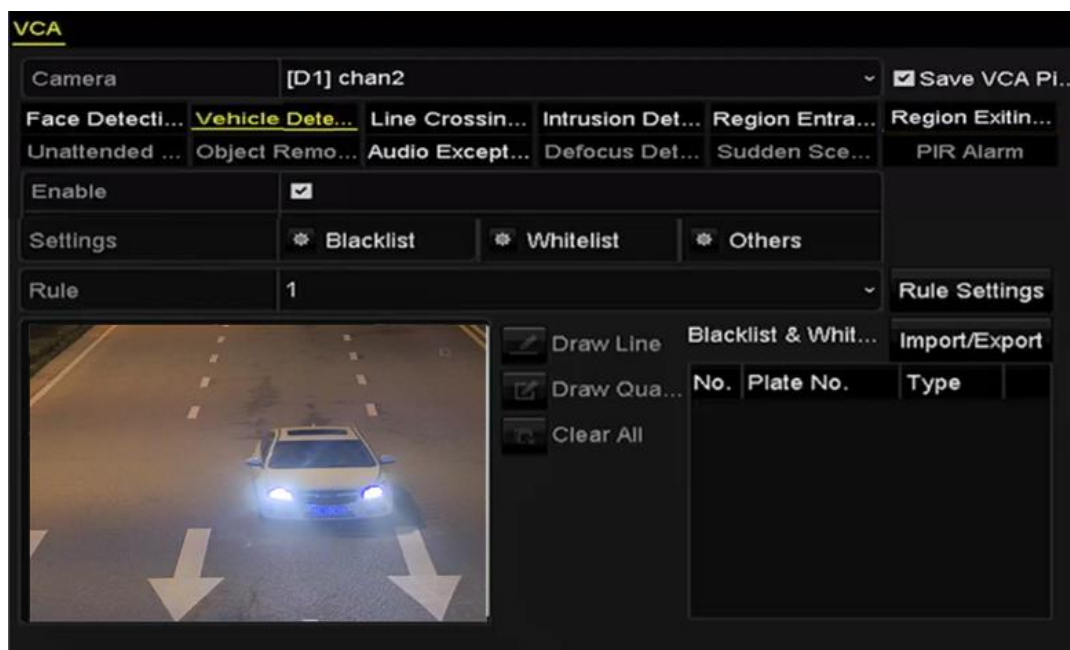 VCA
Camera [D1] chan2 Save VCA Pi...
Face Detecti... Vehicle Dete... Line Crossin... Intrusion Det... Region Entra... Region Exitin...
Unattended ... Object Remo... Audio Except... Defocus Det... Sudden Sce... PIR Alarm
Enable
Settings Blacklist Whitelist Others
Rule 1 Rule Settings
Draw Line Blacklist & Whit... Import/Export
Draw Qua... No. Plate No. Type
Clear All